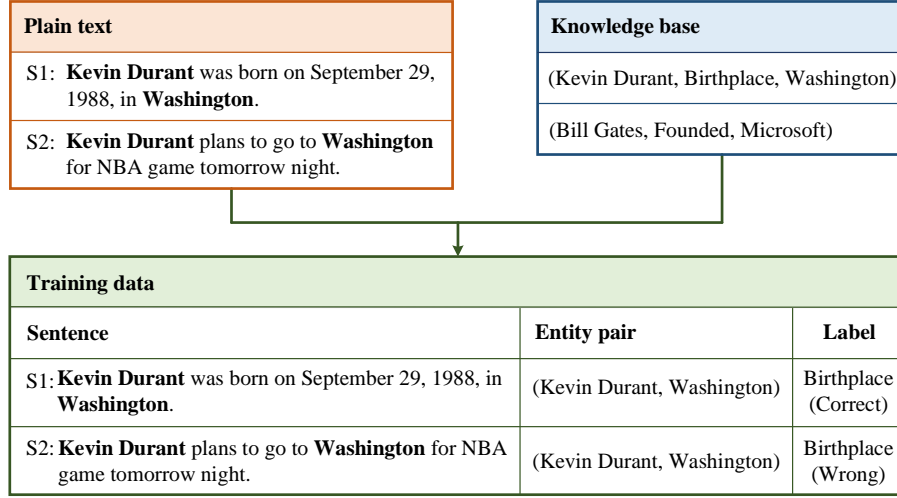 Plain text
S1: Kevin Durant was born on September 29,
1988, in Washington.
S2: Kevin Durant plans to go to Washington
for NBA game tomorrow night.
Knowledge base
(Kevin Durant, Birthplace, Washington)
(Bill Gates, Founded, Microsoft)
Training data
Sentence
Entity pair
Label
S1: Kevin Durant was born on September 29, 1988, in
Washington.
(Kevin Durant, Washington)
Birthplace
(Correct)
S2: Kevin Durant plans to go to Washington for NBA
game tomorrow night.
(Kevin Durant, Washington)
Birthplace
(Wrong)